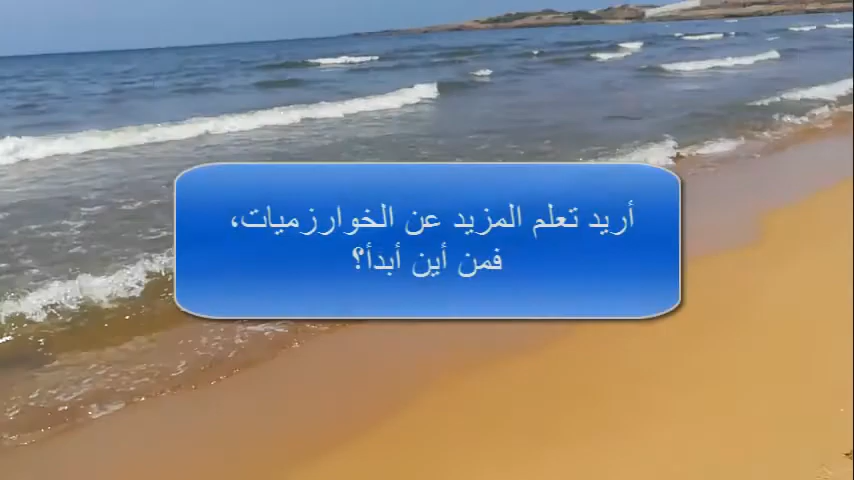 أريد تعلم المزيد عن الخوارزميات،
فمن أين أبدأ؟